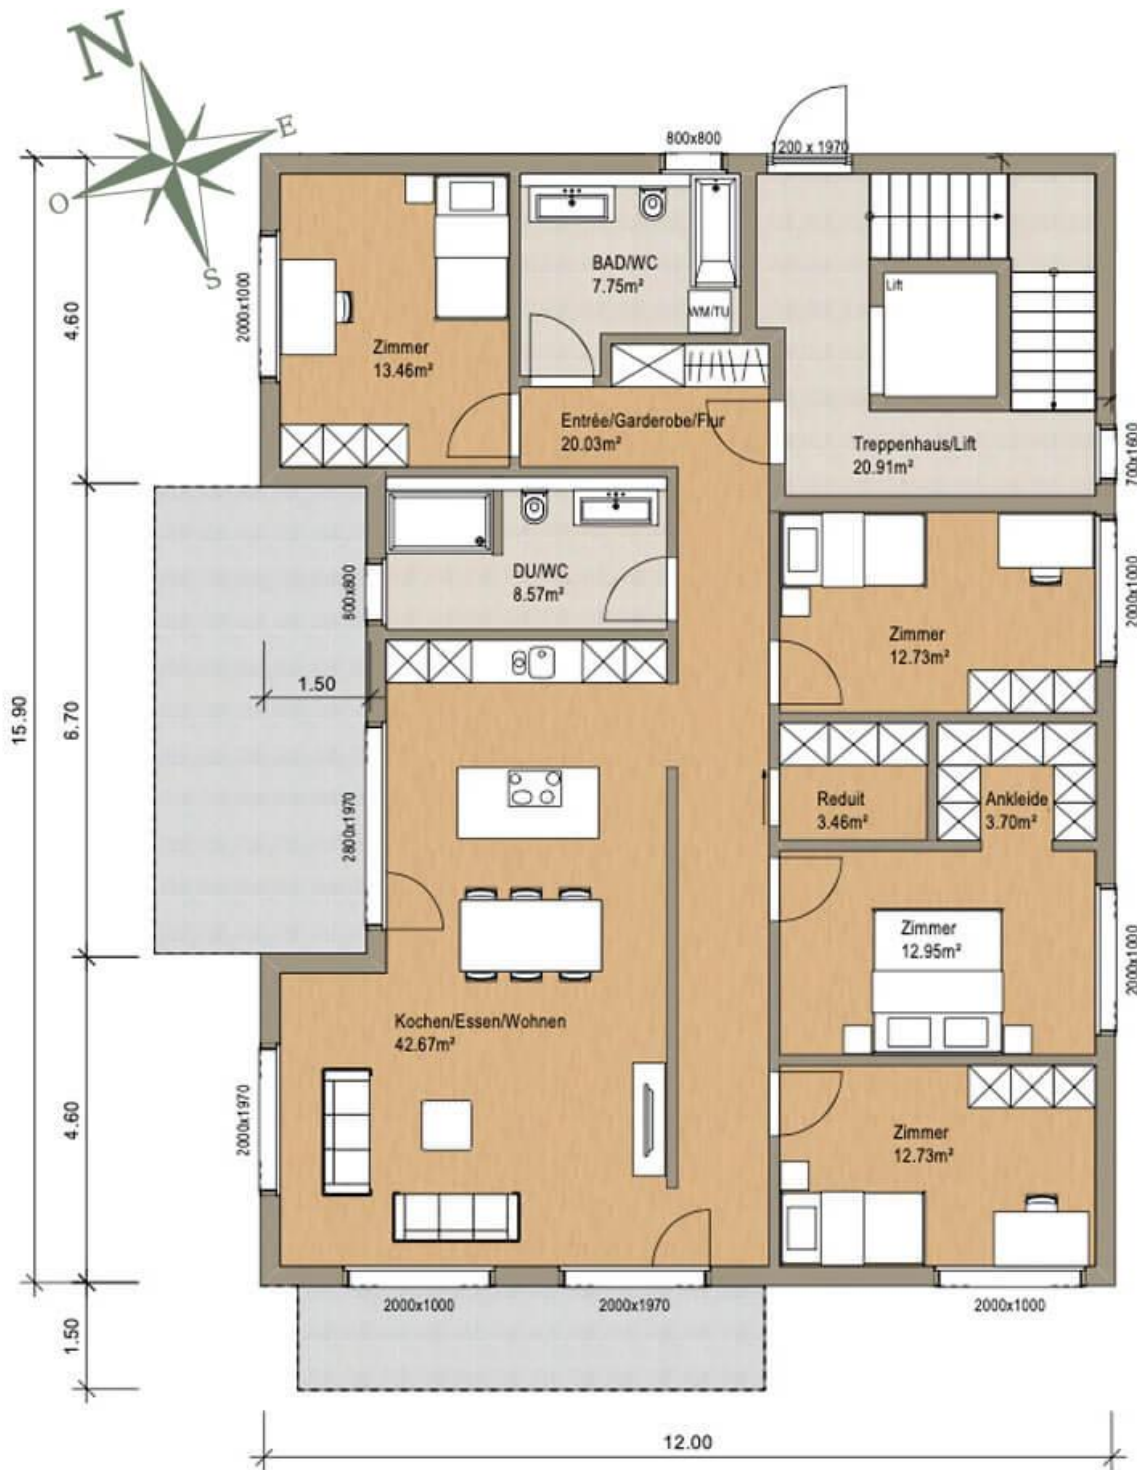 N
E
O
S
800x800
1200 x 1970
15.90
4.60
2000x1000
Zimmer
13.46m²
BAD/WC
7.75m²
WM/TU
Lift
Entrée/Garderobe/Flur
20.03m²
Treppenhaus/Lift
20.91m²
700x1600
6.70
800x800
DU/WC
8.57m²
Zimmer
12.73m²
2000x1000
1.50
2800x1970
Reduit
3.46m²
Ankleide
3.70m²
Zimmer
12.95m²
2000x1000
Kochen/Essen/Wohnen
42.67m²
4.60
2000x1970
Zimmer
12.73m²
2000x1000
2000x1970
2000x1000
1.50
12.00